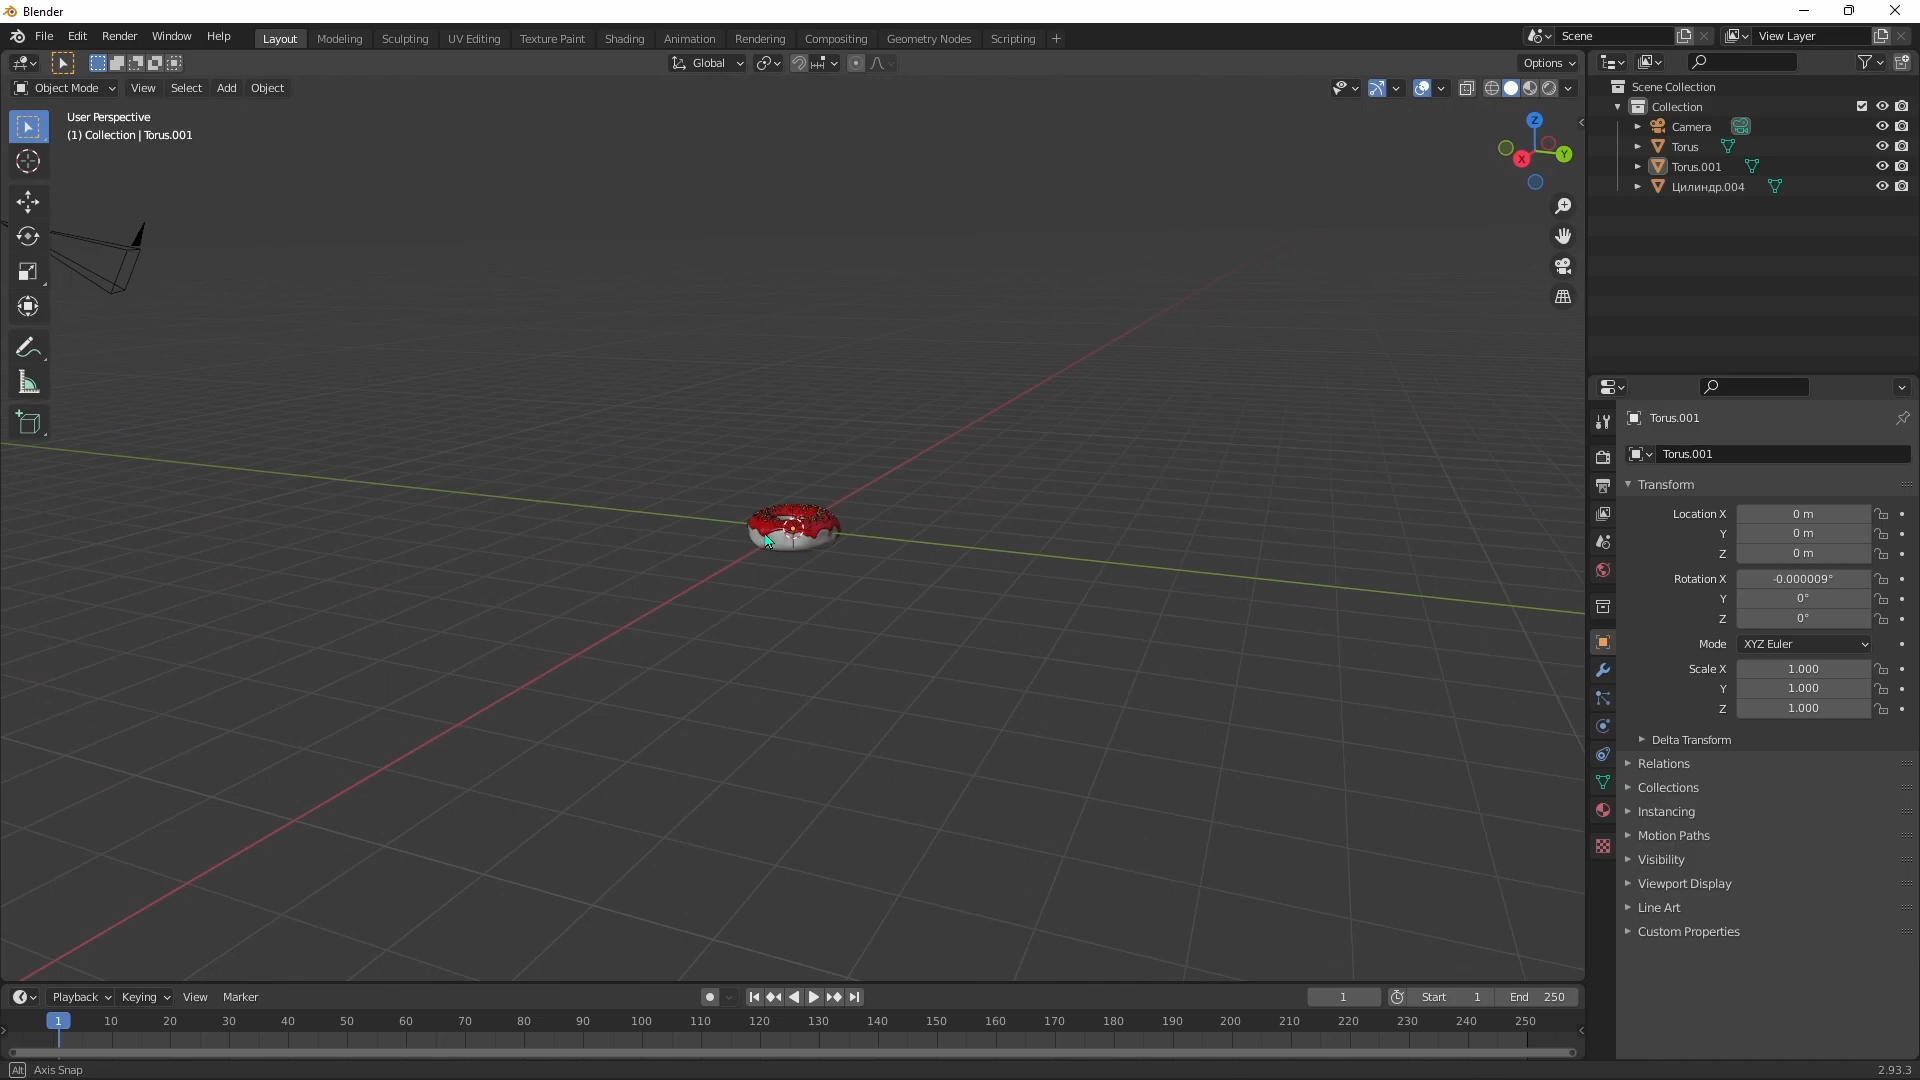 Blender
File Edit Render Window Help Layout Modeling Sculpting UV Editing Texture Paint Shading Animation Rendering Compositing Geometry Nodes Scripting + Scene View Layer
Global Options
Object Mode View Select Add Object
User Perspective
(1) Collection | Torus.001
Z
X
Y
Scene Collection
Collection
Camera
Torus
Torus.001
Цилиндр.004
Torus.001
Torus.001
Transform
Location X 0 m
Y 0 m
Z 0 m
Rotation X -0.000009°
Y 0°
Z 0°
Mode XYZ Euler
Scale X 1.000
Y 1.000
Z 1.000
Delta Transform
Relations
Collections
Instancing
Motion Paths
Visibility
Viewport Display
Line Art
Custom Properties
Playback Keying View Marker 1 Start 1 End 250
1 10 20 30 40 50 60 70 80 90 100 110 120 130 140 150 160 170 180 190 200 210 220 230 240 250
Alt Axis Snap 2.93.3